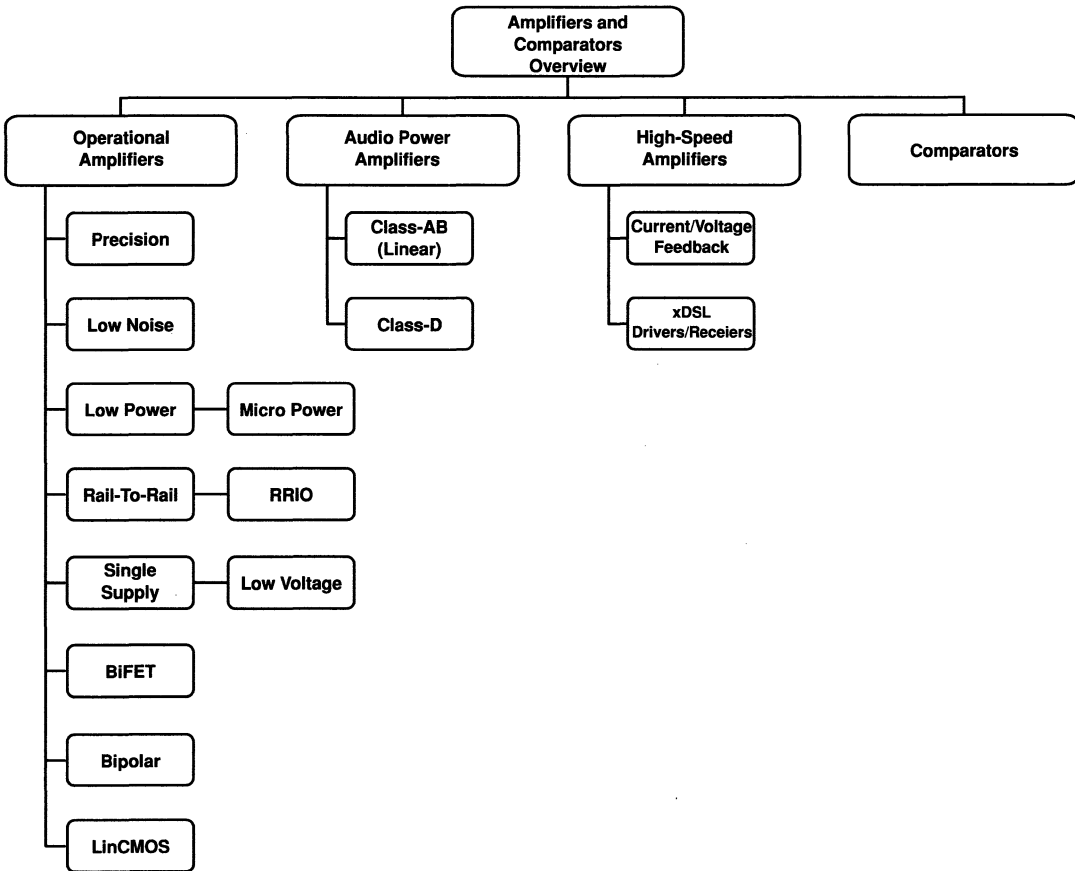 Amplifiers and
Comparators
Overview
Operational
Amplifiers
Audio Power
Amplifiers
High-Speed
Amplifiers
Comparators
Precision
Low Noise
Low Power
Micro Power
Rail-To-Rail
RRIO
Single
Supply
Low Voltage
BiFET
Bipolar
LinCMOS
Class-AB
(Linear)
Class-D
Current/Voltage
Feedback
xDSL
Drivers/Receiers